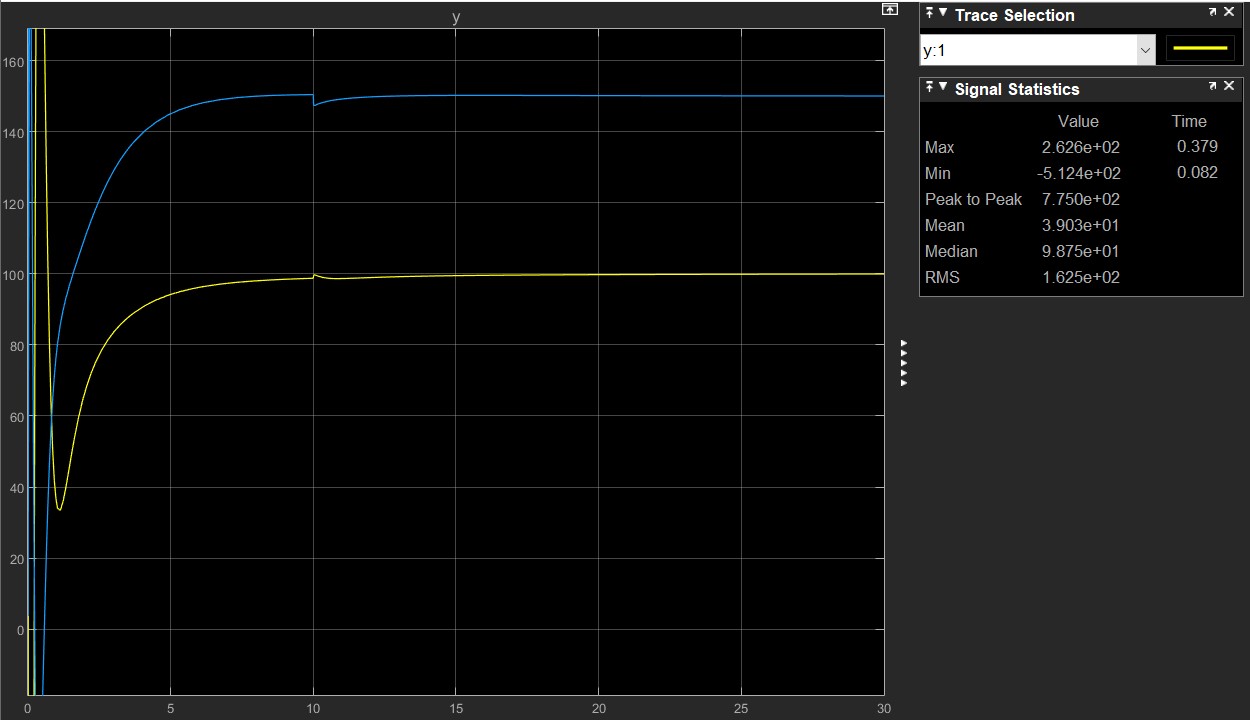 y
160
140
120
100
80
60
40
20
0
0 5 10 15 20 25 30
Trace Selection
y:1
Signal Statistics
Value Time
Max 2.626e+02 0.379
Min -5.124e+02 0.082
Peak to Peak 7.750e+02
Mean 3.903e+01
Median 9.875e+01
RMS 1.625e+02